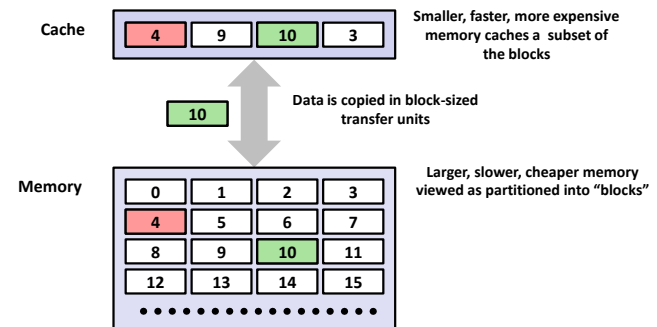 Cache
4 9 10 3
Smaller, faster, more expensive
memory caches a subset of
the blocks
10
Data is copied in block-sized
transfer units
Memory
0 1 2 3
4 5 6 7
8 9 10 11
12 13 14 15
Larger, slower, cheaper memory
viewed as partitioned into “blocks”